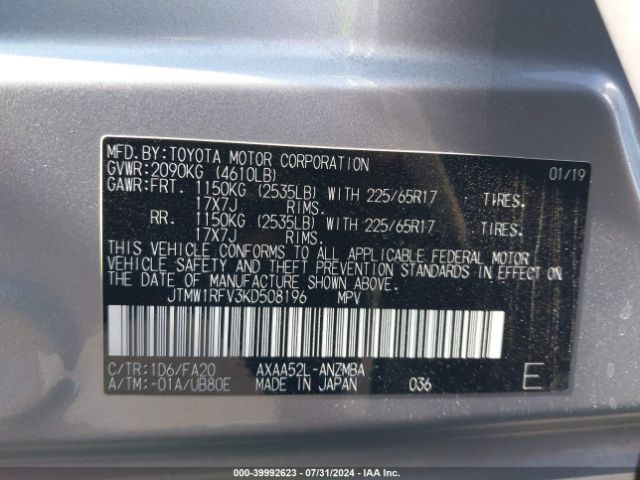 MFD. BY: TOYOTA MOTOR CORPORATION 01/19
GVWR: 2090KG (4610LB)
GAWR: FRT. 1150KG (2535LB) WITH 225/65R17 TIRES.
17X7J RIMS.
RR. 1150KG (2535LB) WITH 225/65R17 TIRES.
17X7J RIMS.
THIS VEHICLE CONFORMS TO ALL APPLICABLE FEDERAL MOTOR
VEHICLE SAFETY AND THEFT PREVENTION STANDARDS IN EFFECT ON
THE DATE OF MANUFACTURE SHOWN ABOVE.
JTMW1RFV3KD508196 MPV
C/TR: 1D6/FA20 AXAA52L-ANZMBA E
A/TM: -01A/UB80E MADE IN JAPAN 036
000-39992623 - 07/31/2024 - IAA Inc.